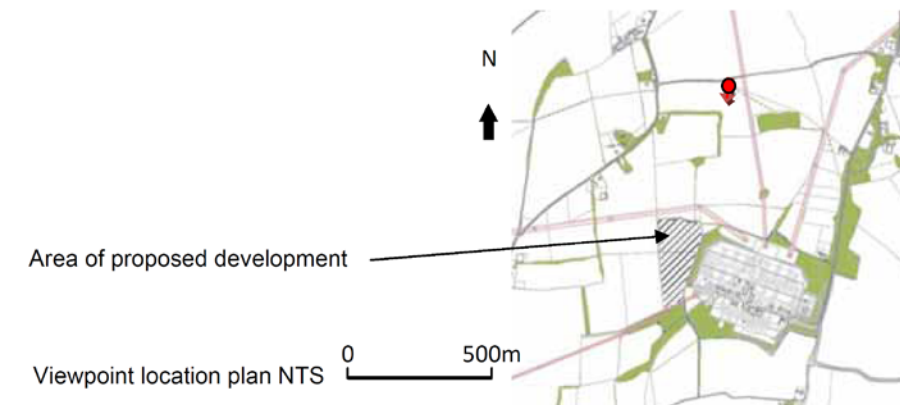 N
Area of proposed development
0 500m
Viewpoint location plan NTS